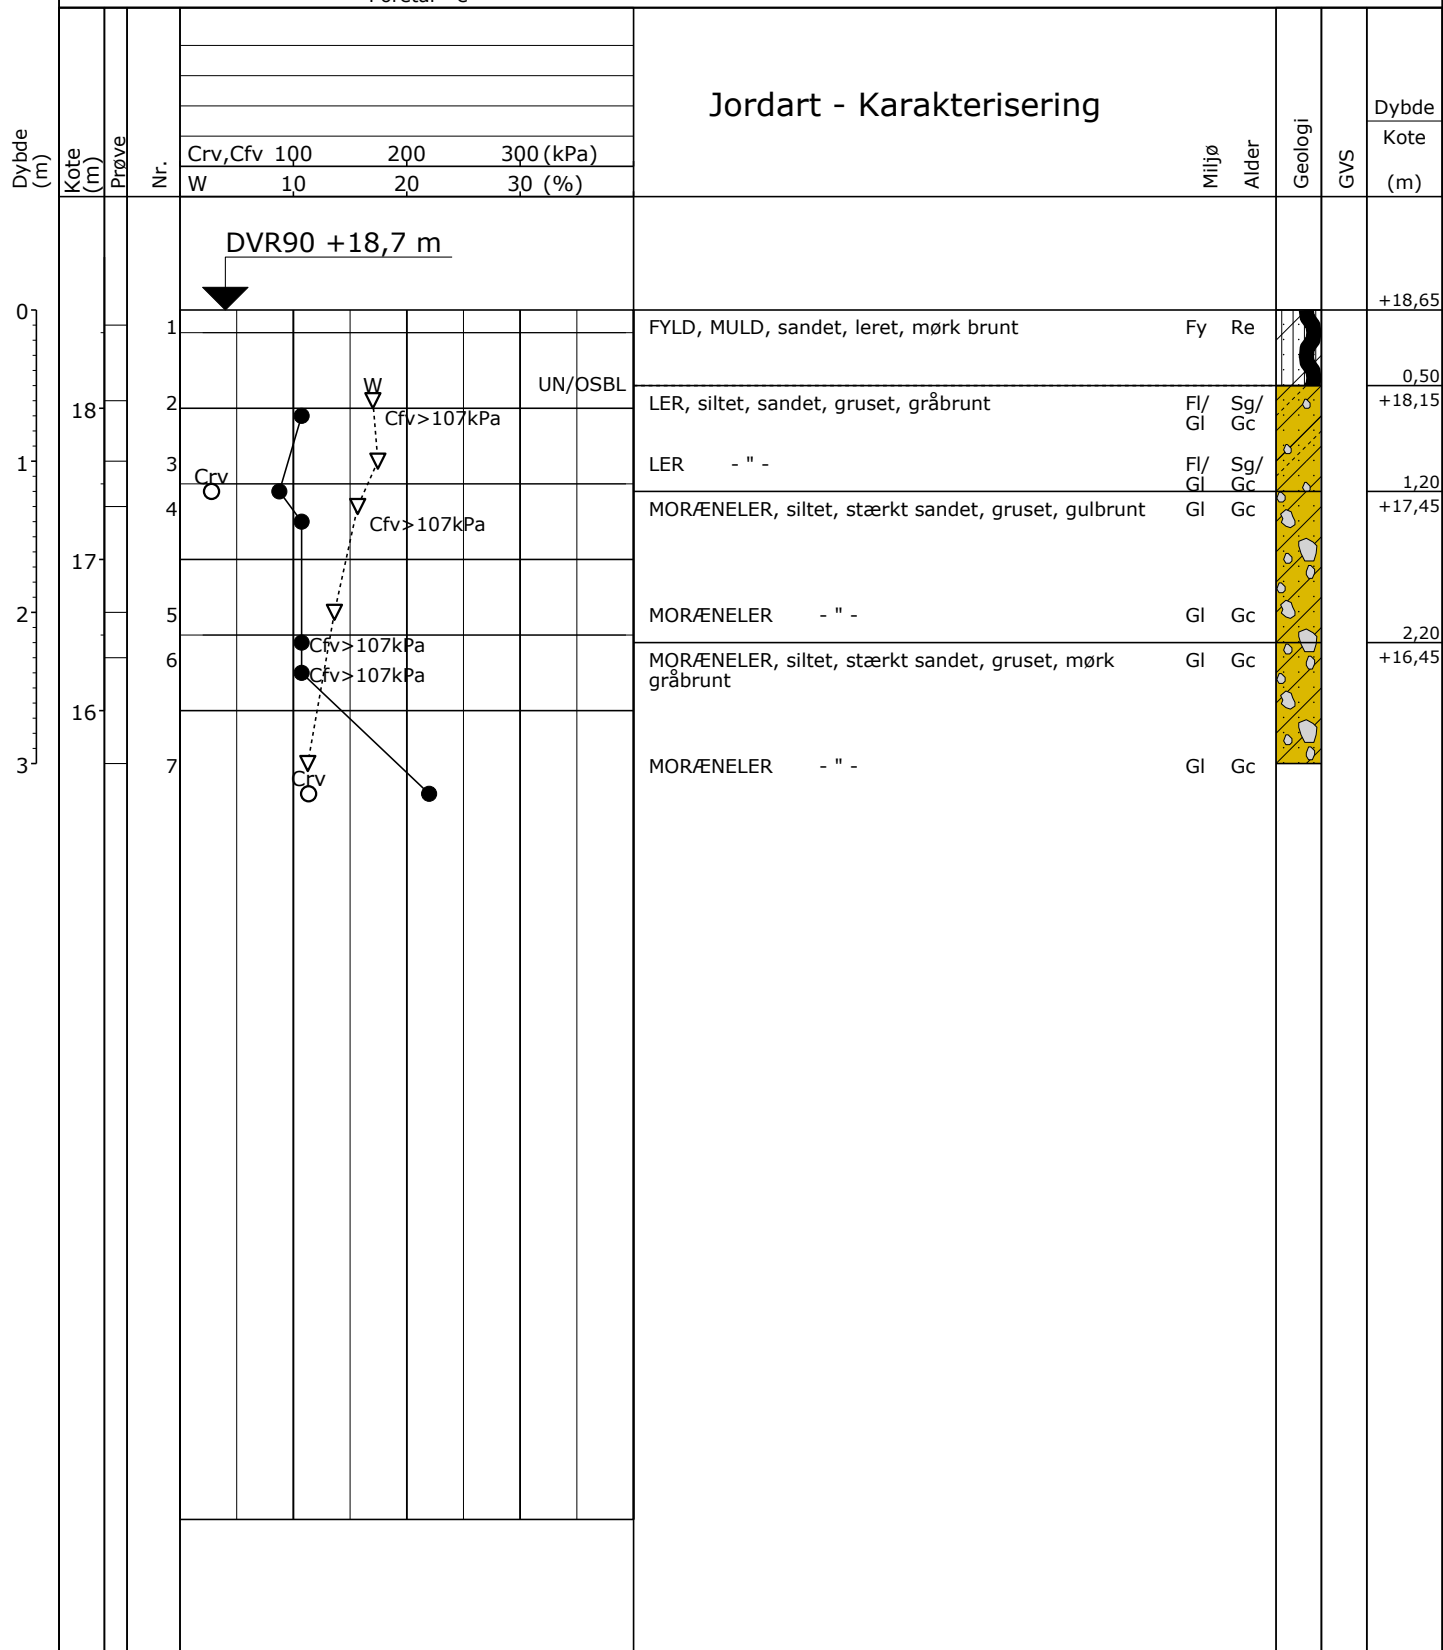 Jordart - Karakterisering
Dybde (m)
Kote (m)
Prøve
Nr.
Crv,Cfv 100 200 300 (kPa)
W 10 20 30 (%)
Miljø
Alder
Geologi
GVS
Dybde
Kote
(m)
DVR90 +18,7 m
0
+18,65
1 FYLD, MULD, sandet, leret, mørk brunt Fy Re
W UN/OSBL 0,50
18 2 Cfv>107kPa LER, siltet, sandet, gruset, gråbrunt Fl/ Sg/ +18,15
Gl Gc
1 3 LER - " - Fl/ Sg/
Crv Gl Gc 1,20
4 Cfv>107kPa MORÆNELER, siltet, stærkt sandet, gruset, gulbrunt Gl Gc +17,45
17
2 5 MORÆNELER - " - Gl Gc
Cfv>107kPa 2,20
6 MORÆNELER, siltet, stærkt sandet, gruset, mørk Gl Gc +16,45
Cfv>107kPa gråbrunt
16
3 7 MORÆNELER - " - Gl Gc
Crv